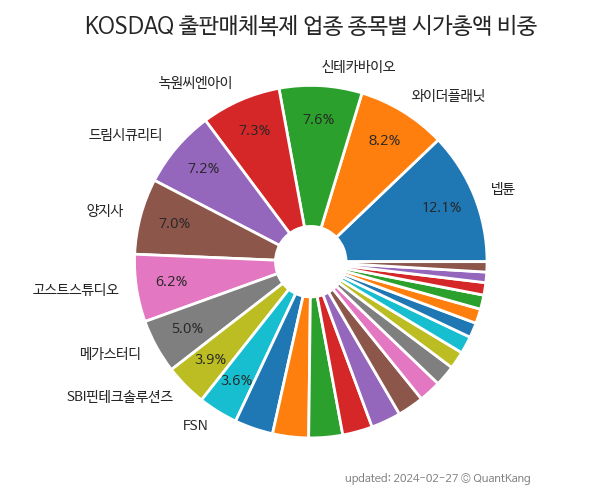 KOSDAQ 출판매체복제 업종 종목별 시가총액 비중
넵튠
12.1%
와이더플래닛
8.2%
신테카바이오
7.6%
녹원씨엔아이
7.3%
드림시큐리티
7.2%
양지사
7.0%
고스트스튜디오
6.2%
메가스터디
5.0%
SBI핀테크솔루션즈
3.9%
FSN
3.6%
updated: 2024-02-27 © QuantKang